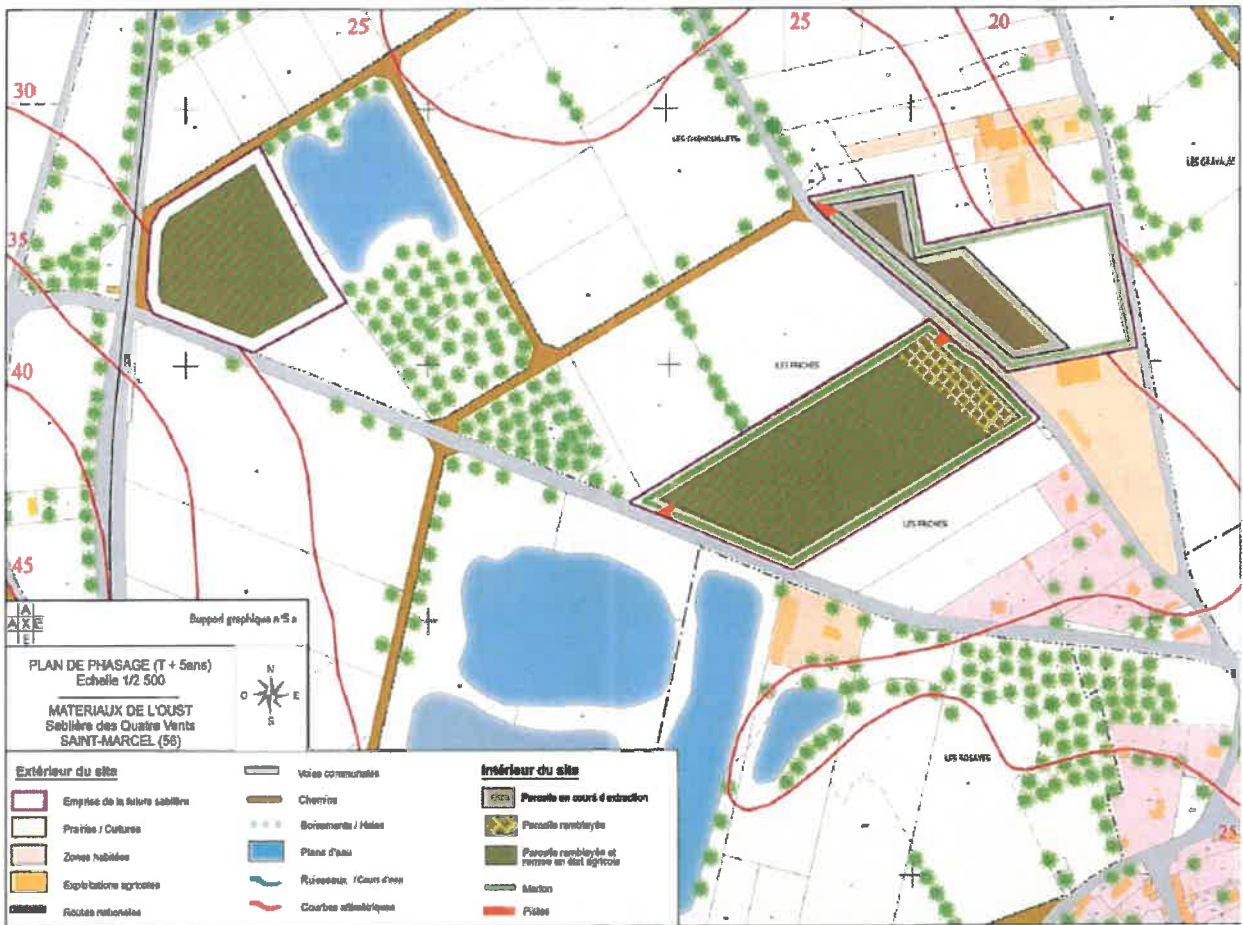 25
25
20
30
35
40
45
LES FRICHES
LES FRICHES
LES ROSAYES
25
A
AXE
E
Support graphique n°5 a
PLAN DE PHASAGE (T + 5ans)
Echelle 1/2 500
MATERIAUX DE L'OUST
Sablière des Quatre Vents
SAINT-MARCEL (56)
N
O
E
S
Extérieur du site
Emprise de la future sablière
Prairies / Cultures
Zones habitées
Exploitations agricoles
Routes nationales
Voies communales
Chemins
Boisements / Haies
Plans d'eau
Ruisseaux / Cours d'eau
Courbes altimétriques
Intérieur du site
Parcelle en cours d'extraction
Parcelle remblayée
Parcelle remblayée et
remise en état agricole
Merlon
Pistes